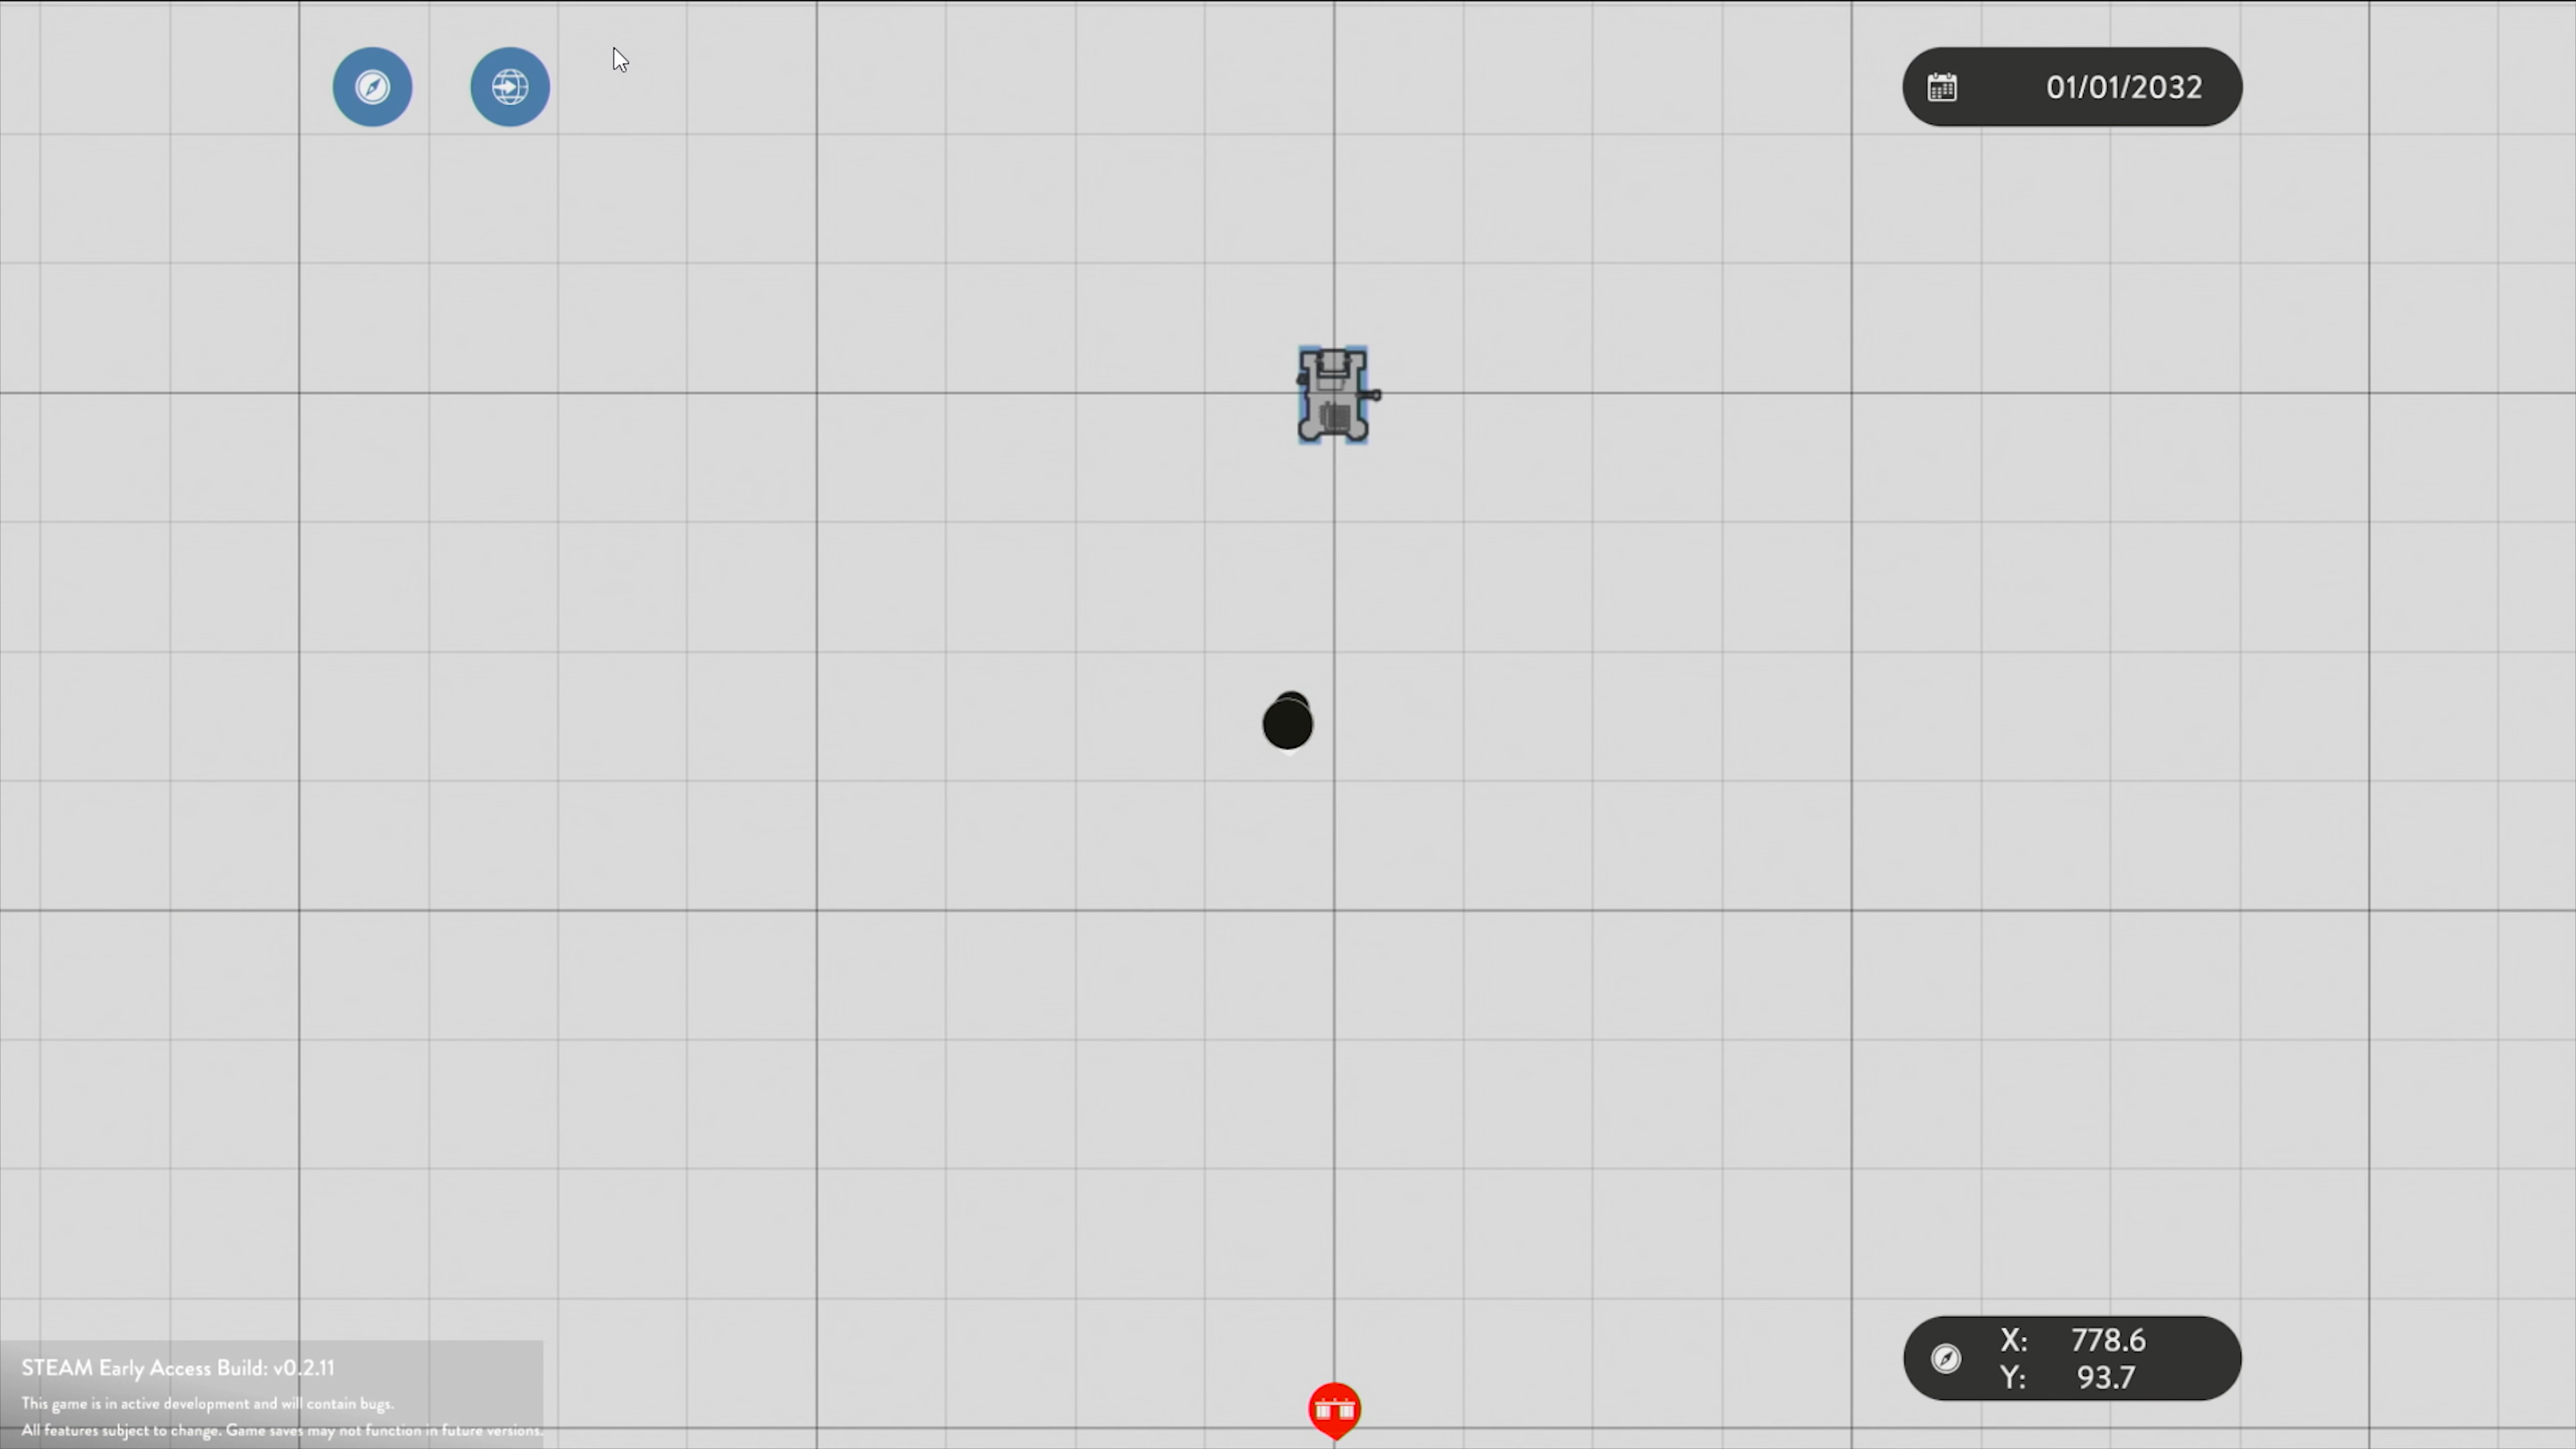 01/01/2032
X: 778.6
Y: 93.7
STEAM Early Access Build: v0.2.11
This game is in active development and will contain bugs.
All features subject to change. Game saves may not function in future versions.